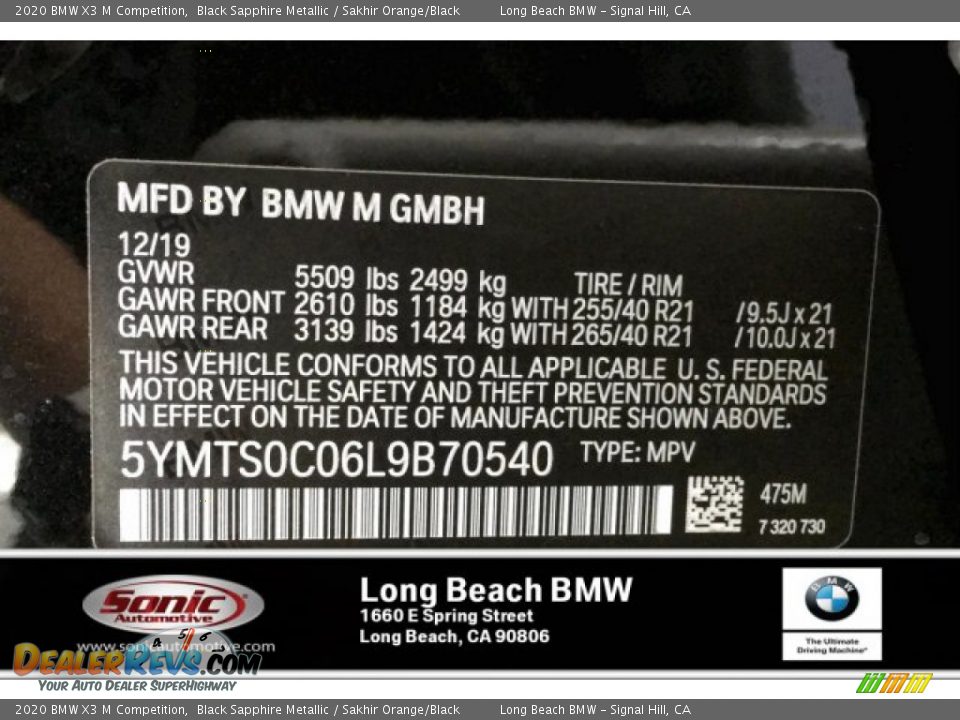 2020 BMW X3 M Competition, Black Sapphire Metallic / Sakhir Orange/Black Long Beach BMW - Signal Hill, CA
MFD BY BMW M GMBH
12/19
GVWR 5509 lbs 2499 kg TIRE / RIM
GAWR FRONT 2610 lbs 1184 kg WITH 255/40 R21 /9.5J x 21
GAWR REAR 3139 lbs 1424 kg WITH 265/40 R21 /10.0J x 21
THIS VEHICLE CONFORMS TO ALL APPLICABLE U. S. FEDERAL
MOTOR VEHICLE SAFETY AND THEFT PREVENTION STANDARDS
IN EFFECT ON THE DATE OF MANUFACTURE SHOWN ABOVE.
5YMTS0C06L9B70540 TYPE: MPV
475M
7 320 730
Sonic
Automotive
www.sonicautomotive.com
Long Beach BMW
1660 E Spring Street
Long Beach, CA 90806
BMW
The Ultimate
Driving Machine®
4 5 6
DEALERREVS.COM
YOUR AUTO DEALER SUPERHIGHWAY
2020 BMW X3 M Competition, Black Sapphire Metallic / Sakhir Orange/Black Long Beach BMW - Signal Hill, CA